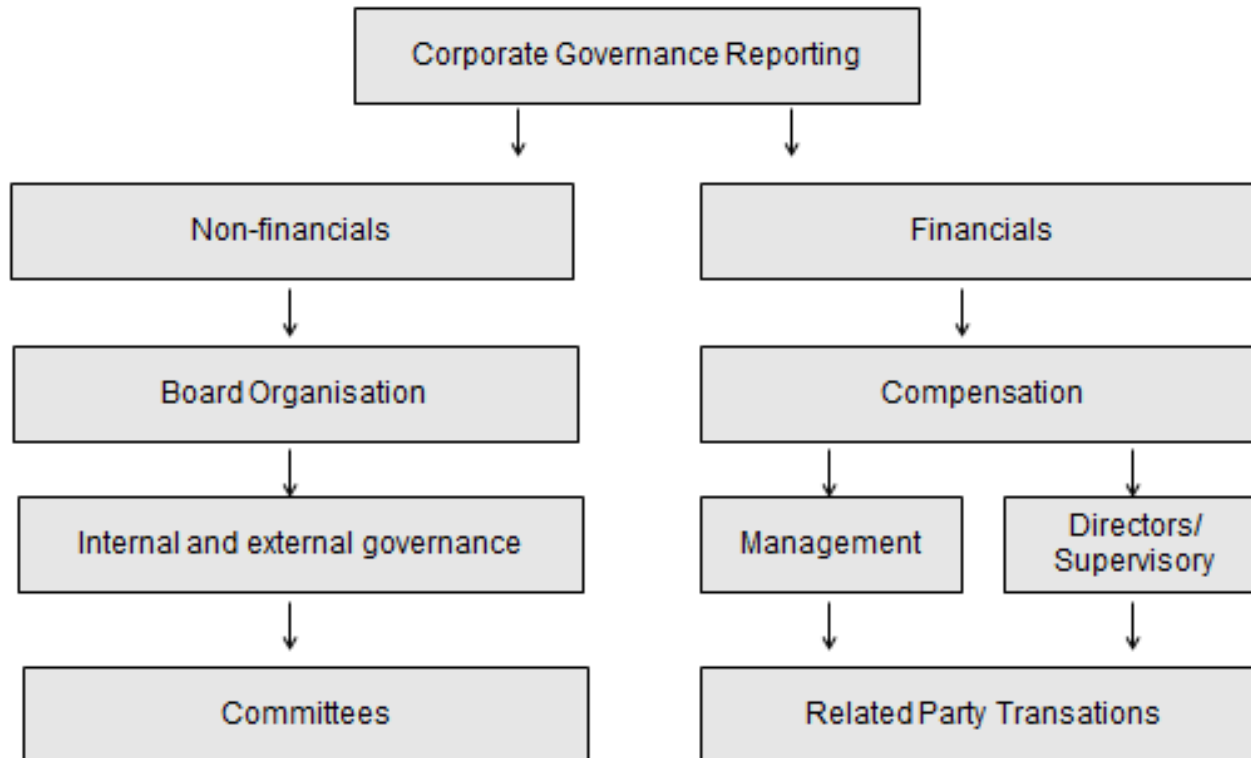 Corporate Governance Reporting
Non-financials
Financials
Board Organisation
Compensation
Internal and external governance
Management
Directors/
Supervisory
Committees
Related Party Transations